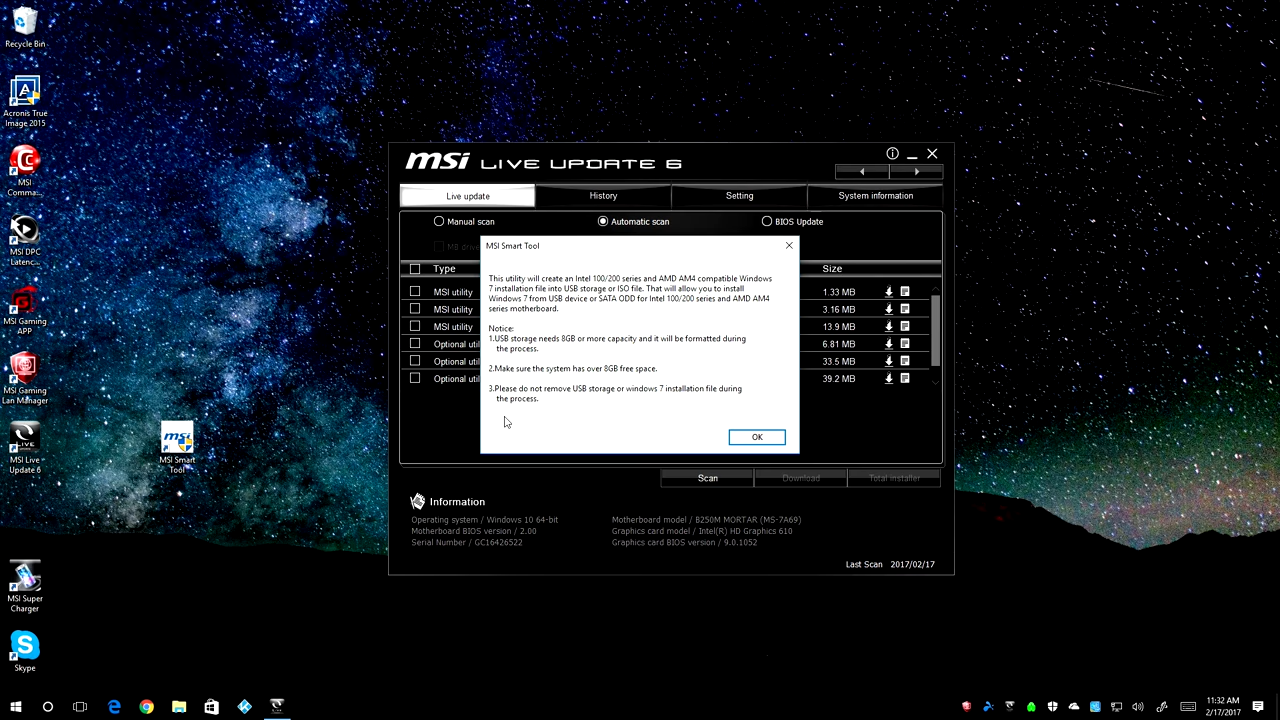 Recycle Bin
Acronis True
Image 2015
MSI
Comma...
MSI DPC
Latenc...
MSI Gaming
APP
MSI Gaming
Lan Manager
MSI Live
Update 6
msi
MSI Smart
Tool
MSI Super
Charger
Skype
msi LIVE UPDATE 6
Live update
History
Setting
System information
Manual scan
Automatic scan
BIOS Update
MB drive
Type
Size
MSI utility
1.33 MB
MSI utility
3.16 MB
MSI utility
13.9 MB
Optional util
6.81 MB
Optional util
33.5 MB
Optional util
39.2 MB
MSI Smart Tool
This utility will create an Intel 100/200 series and AMD AM4 compatible Windows
7 installation file into USB storage or ISO file. That will allow you to install
Windows 7 from USB device or SATA ODD for Intel 100/200 series and AMD AM4
series motherboard.
Notice:
1.USB storage needs 8GB or more capacity and it will be formatted during
the process.
2.Make sure the system has over 8GB free space.
3.Please do not remove USB storage or windows 7 installation file during
the process.
OK
Scan
Download
Total Installer
Information
Operating system / Windows 10 64-bit
Motherboard BIOS version / 2.00
Serial Number / GC16426522
Motherboard model / B250M MORTAR (MS-7A69)
Graphics card model / Intel(R) HD Graphics 610
Graphics card BIOS version / 9.0.1052
Last Scan 2017/02/17
11:32 AM
2/17/2017